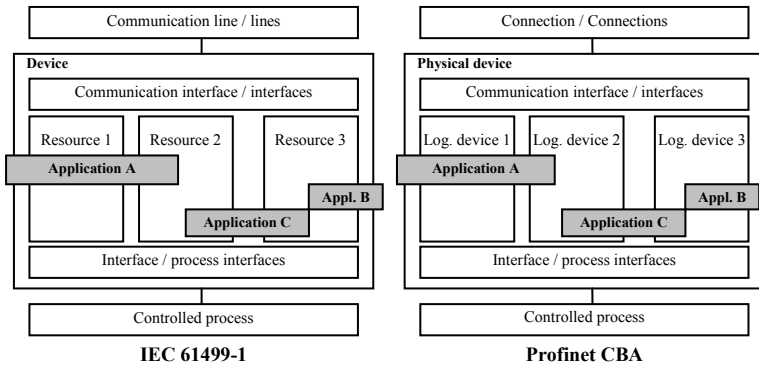 Communication line / lines
Device
Communication interface / interfaces
Resource 1
Resource 2
Resource 3
Application A
Appl. B
Application C
Interface / process interfaces
Controlled process
IEC 61499-1
Connection / Connections
Physical device
Communication interface / interfaces
Log. device 1
Log. device 2
Log. device 3
Application A
Appl. B
Application C
Interface / process interfaces
Controlled process
Profinet CBA